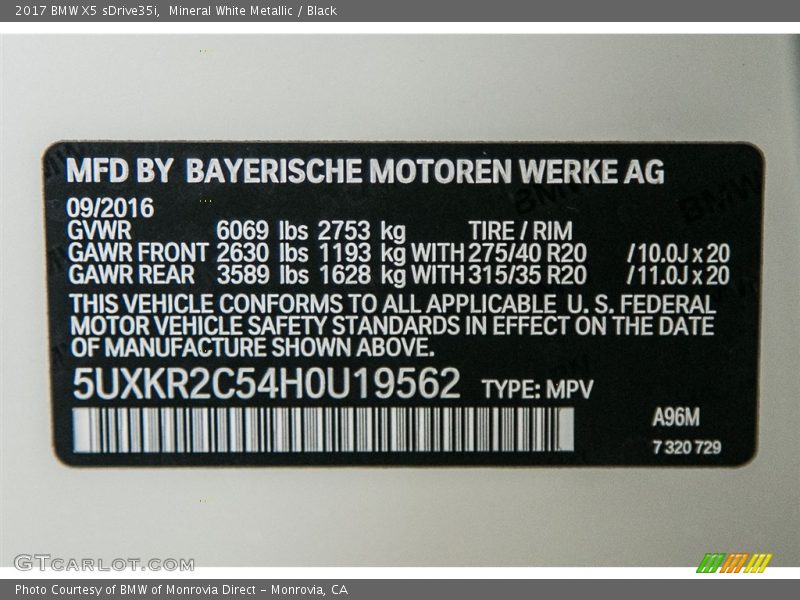 2017 BMW X5 sDrive35i,  Mineral White Metallic / Black
MFD BY BAYERISCHE MOTOREN WERKE AG
09/2016
GVWR 6069 lbs 2753 kg TIRE / RIM
GAWR FRONT 2630 lbs 1193 kg WITH 275/40 R20 /10.0J x 20
GAWR REAR 3589 lbs 1628 kg WITH 315/35 R20 /11.0J x 20
THIS VEHICLE CONFORMS TO ALL APPLICABLE U. S. FEDERAL
MOTOR VEHICLE SAFETY STANDARDS IN EFFECT ON THE DATE
OF MANUFACTURE SHOWN ABOVE.
5UXKR2C54H0U19562 TYPE: MPV
A96M
7 320 729
GTCarLot.com
Photo Courtesy of BMW of Monrovia Direct - Monrovia, CA